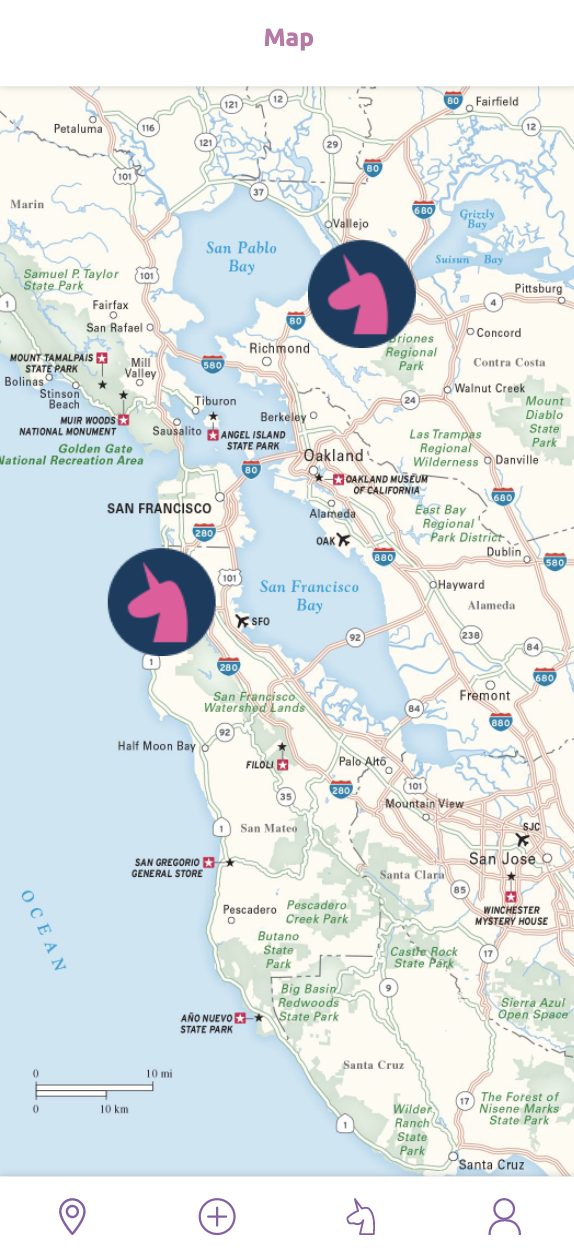 Map
80
Fairfield
121
12
Petaluma
116
12
121
29
101
80
37
Marin
680
Grizzly
Bay
Vallejo
San Pablo
Bay
Suisun Bay
Samuel P. Taylor
State Park
101
Pittsburg
1
4
Fairfax
80
San Rafael
Concord
Briones
Regional
Park
Richmond
MOUNT TAMALPAIS
STATE PARK
580
Contra Costa
Mill
Valley
Bolinas
Stinson
Beach
Walnut Creek
24
Tiburon
Mount
Diablo
State
Park
Berkeley
MUIR WOODS
NATIONAL MONUMENT
Sausalito
ANGEL ISLAND
STATE PARK
Las Trampas
Regional
Wilderness
Golden Gate
National Recreation Area
Oakland
Danville
80
OAKLAND MUSEUM
OF CALIFORNIA
680
SAN FRANCISCO
Alameda
East Bay
Regional
Park District
280
OAK
880
Dublin
580
101
San Francisco
Bay
Hayward
Alameda
SFO
92
238
84
1
280
680
San Francisco
Watershed Lands
Fremont
84
880
92
Half Moon Bay
FILOLI
Palo Alto
280
101
35
Mountain View
1
San Mateo
SJC
San Jose
SAN GREGORIO
GENERAL STORE
Santa Clara
85
WINCHESTER
MYSTERY HOUSE
OCEAN
Pescadero
Pescadero
Creek Park
Butano
State
Park
Castle Rock
State Park
17
Big Basin
Redwoods
State Park
9
Sierra Azul
Open Space
AÑO NUEVO
STATE PARK
0 10 mi
Santa Cruz
0 10 km
17
The Forest of
Nisene Marks
State Park
1
Wilder
Ranch
State
Park
Santa Cruz